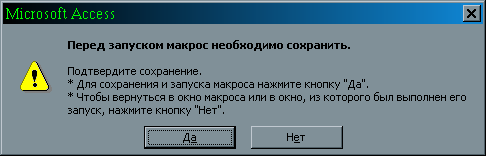 Microsoft Access
Перед запуском макрос необходимо сохранить.
Подтвердите сохранение.
* Для сохранения и запуска макроса нажмите кнопку "Да".
* Чтобы вернуться в окно макроса или в окно, из которого был выполнен его
запуск, нажмите кнопку "Нет".
Да
Нет